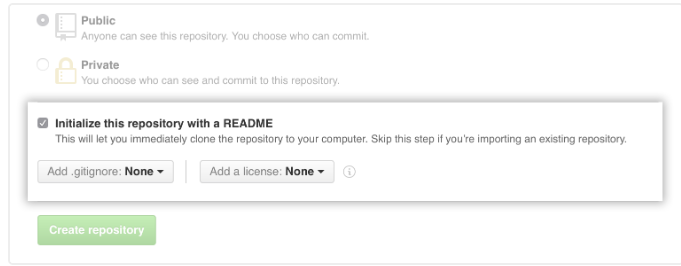 Public
Anyone can see this repository. You choose who can commit.
Private
You choose who can see and commit to this repository.
Initialize this repository with a README
This will let you immediately clone the repository to your computer. Skip this step if you're importing an existing repository.
Add .gitignore: None Add a license: None
Create repository